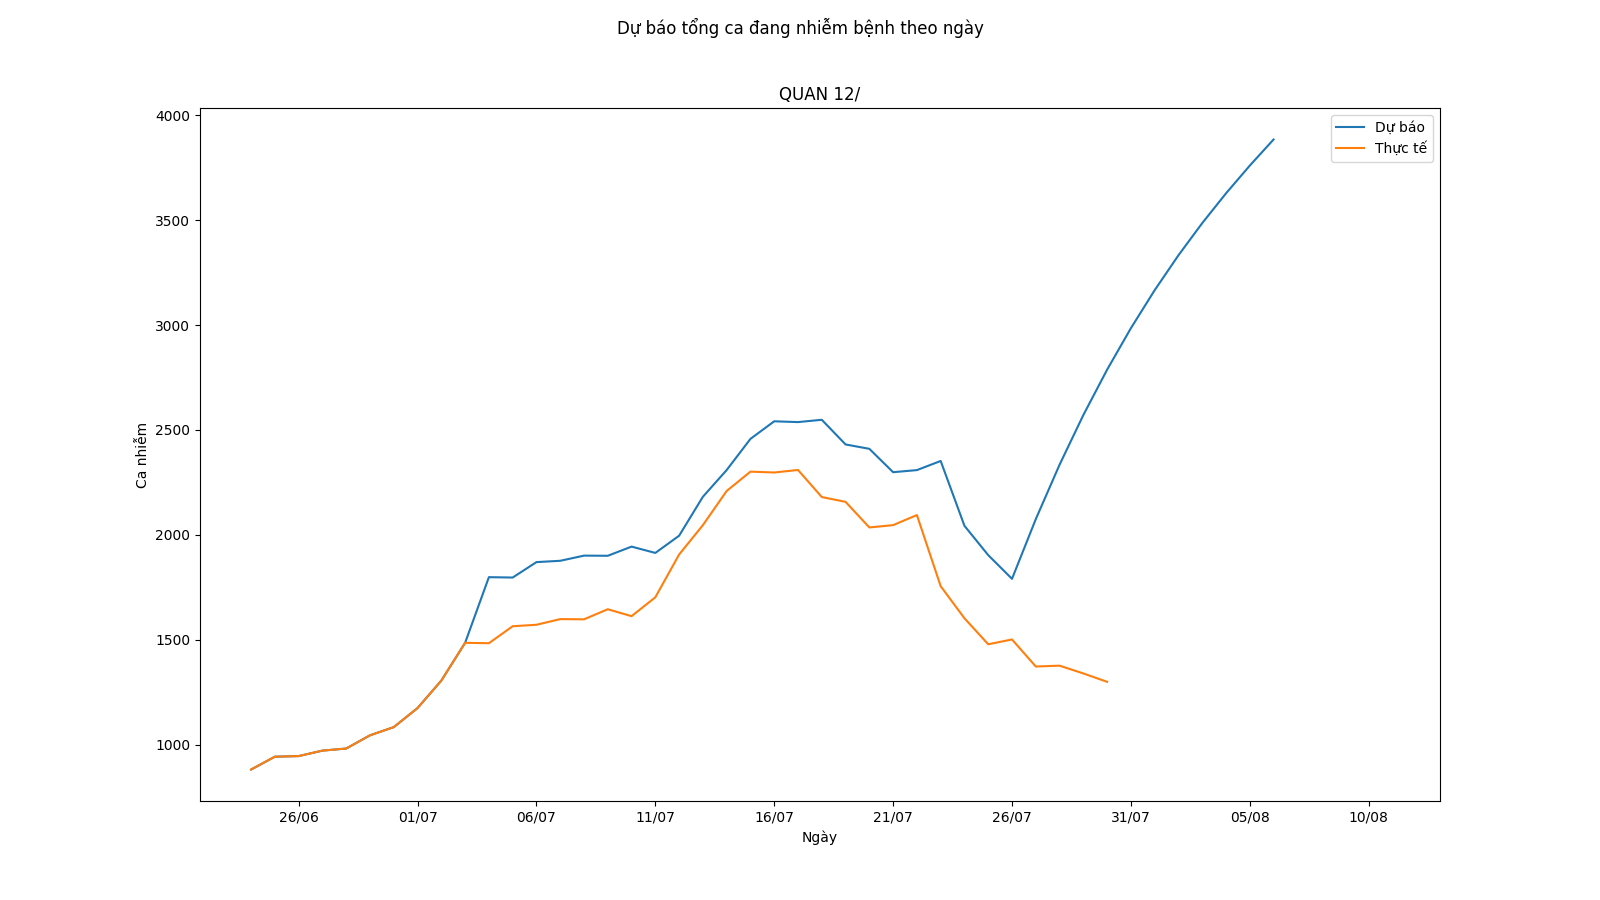 Dự báo tổng ca đang nhiễm bệnh theo ngày
QUAN 12/
Dự báo
Thực tế
4000
3500
3000
2500
2000
1500
1000
Ca nhiễm
26/06
01/07
06/07
11/07
16/07
21/07
26/07
31/07
05/08
10/08
Ngày